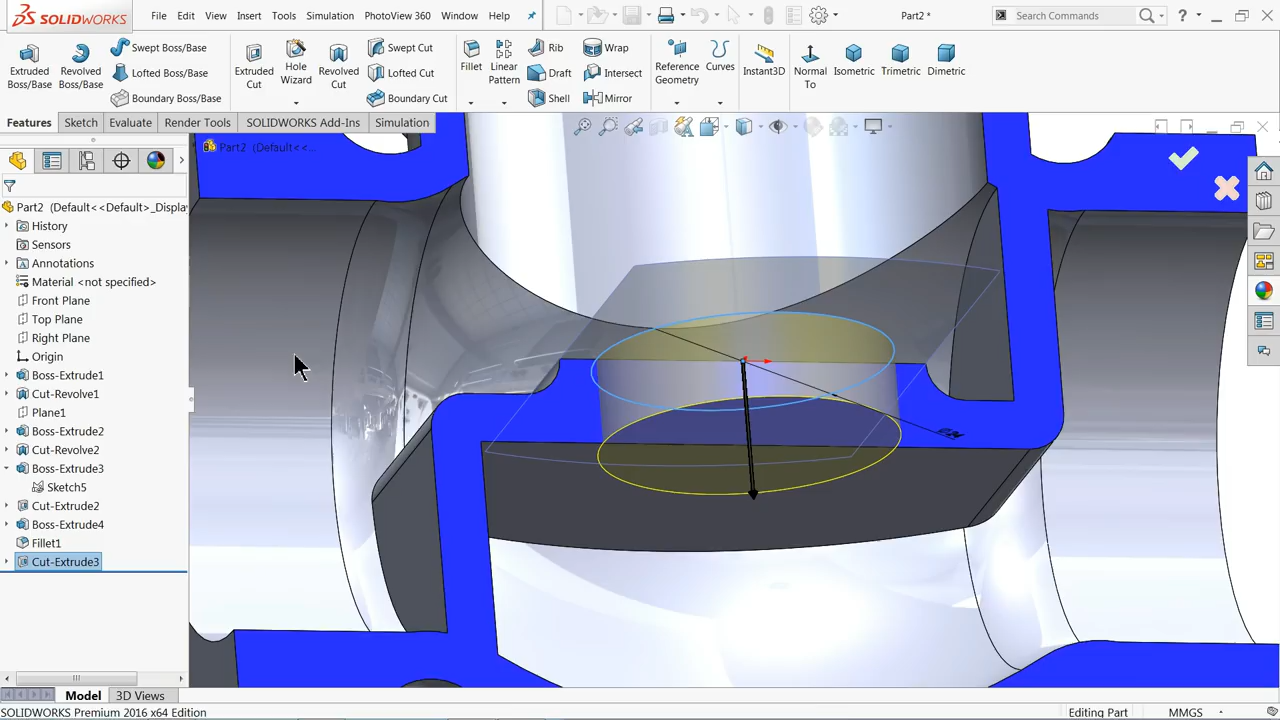 SOLIDWORKS
File Edit View Insert Tools Simulation PhotoView 360 Window Help
Part2 *
Search Commands
Extruded Boss/Base
Revolved Boss/Base
Swept Boss/Base
Lofted Boss/Base
Boundary Boss/Base
Extruded Cut
Hole Wizard
Revolved Cut
Swept Cut
Lofted Cut
Boundary Cut
Fillet
Linear Pattern
Rib
Draft
Shell
Wrap
Intersect
Mirror
Reference Geometry
Curves
Instant3D
Normal To
Isometric
Trimetric
Dimetric
Features Sketch Evaluate Render Tools SOLIDWORKS Add-Ins Simulation
Part2 (Default<<...
Part2 (Default<<Default>_Display
History
Sensors
Annotations
Material <not specified>
Front Plane
Top Plane
Right Plane
Origin
Boss-Extrude1
Cut-Revolve1
Plane1
Boss-Extrude2
Cut-Revolve2
Boss-Extrude3
Sketch5
Cut-Extrude2
Boss-Extrude4
Fillet1
Cut-Extrude3
Model 3D Views
SOLIDWORKS Premium 2016 x64 Edition
Editing Part
MMGS